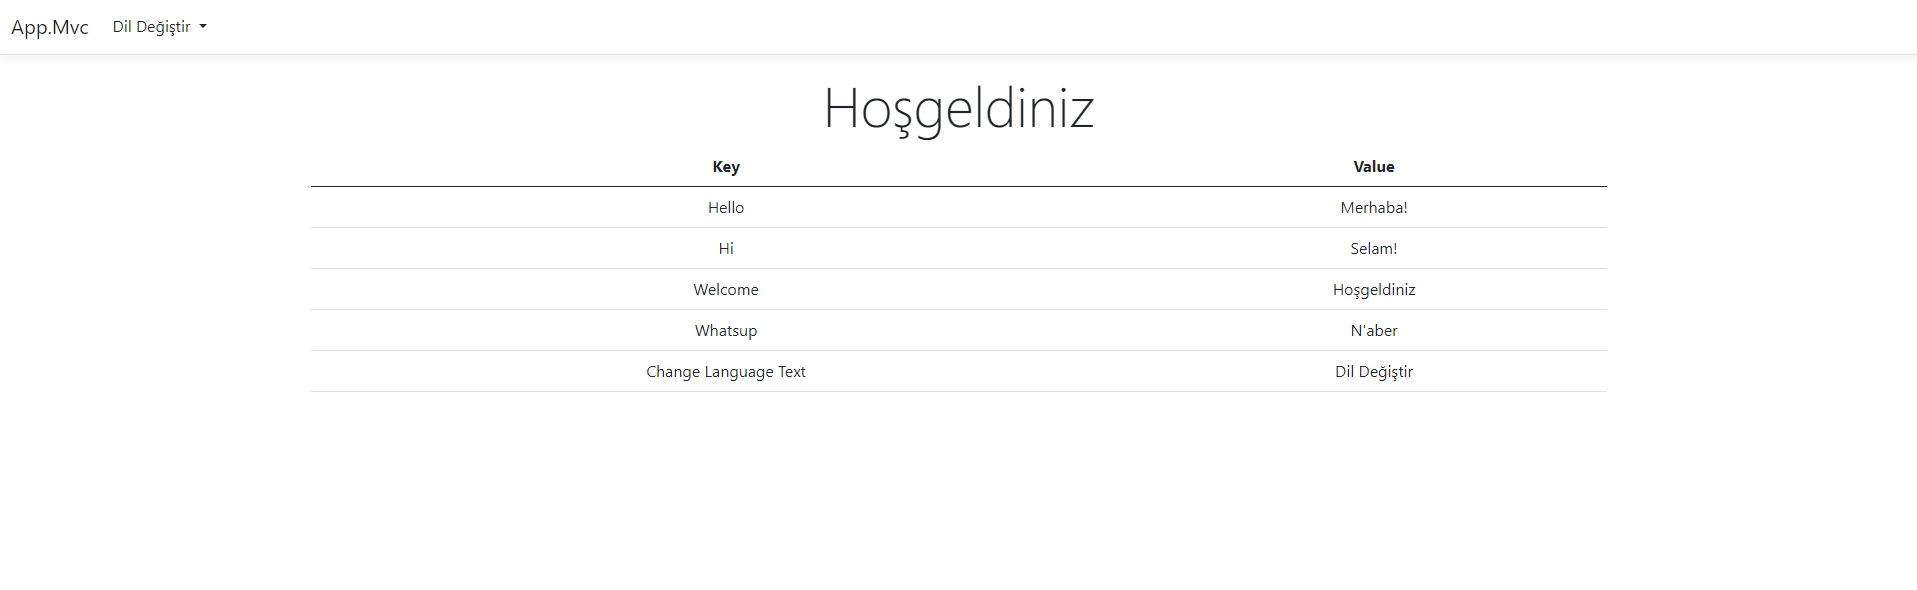 App.Mvc Dil Değiştir
Hoşgeldiniz
Key Value
Hello Merhaba!
Hi Selam!
Welcome Hoşgeldiniz
Whatsup N'aber
Change Language Text Dil Değiştir